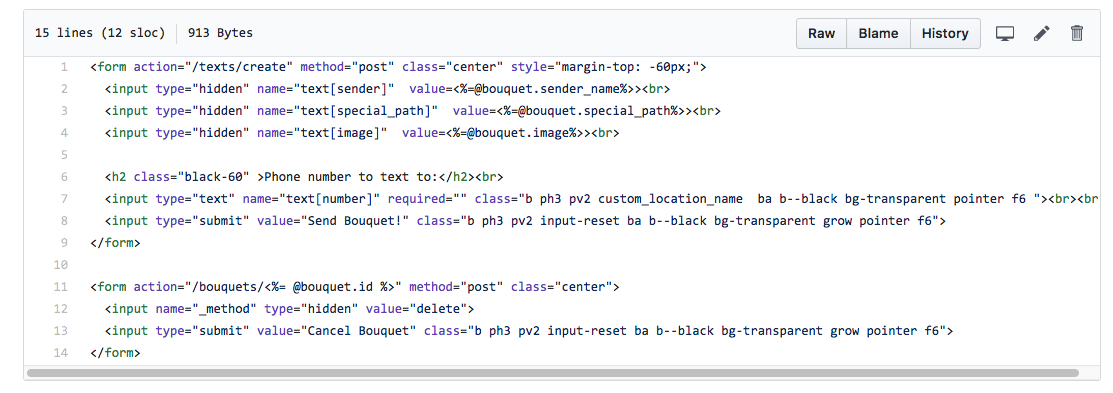 15 lines (12 sloc) 913 Bytes Raw Blame History
1 <form action="/texts/create" method="post" class="center" style="margin-top: -60px;">
2 <input type="hidden" name="text[sender]"  value=<%=@bouquet.sender_name%>><br>
3 <input type="hidden" name="text[special_path]"  value=<%=@bouquet.special_path%>><br>
4 <input type="hidden" name="text[image]"  value=<%=@bouquet.image%>><br>
5
6 <h2 class="black-60" >Phone number to text to:</h2><br>
7 <input type="text" name="text[number]" required="" class="b ph3 pv2 custom_location_name  ba b--black bg-transparent pointer f6 "><br><br
8 <input type="submit" value="Send Bouquet!" class="b ph3 pv2 input-reset ba b--black bg-transparent grow pointer f6">
9 </form>
10
11 <form action="/bouquets/<%= @bouquet.id %>" method="post" class="center">
12 <input name="_method" type="hidden" value="delete">
13 <input type="submit" value="Cancel Bouquet" class="b ph3 pv2 input-reset ba b--black bg-transparent grow pointer f6">
14 </form>